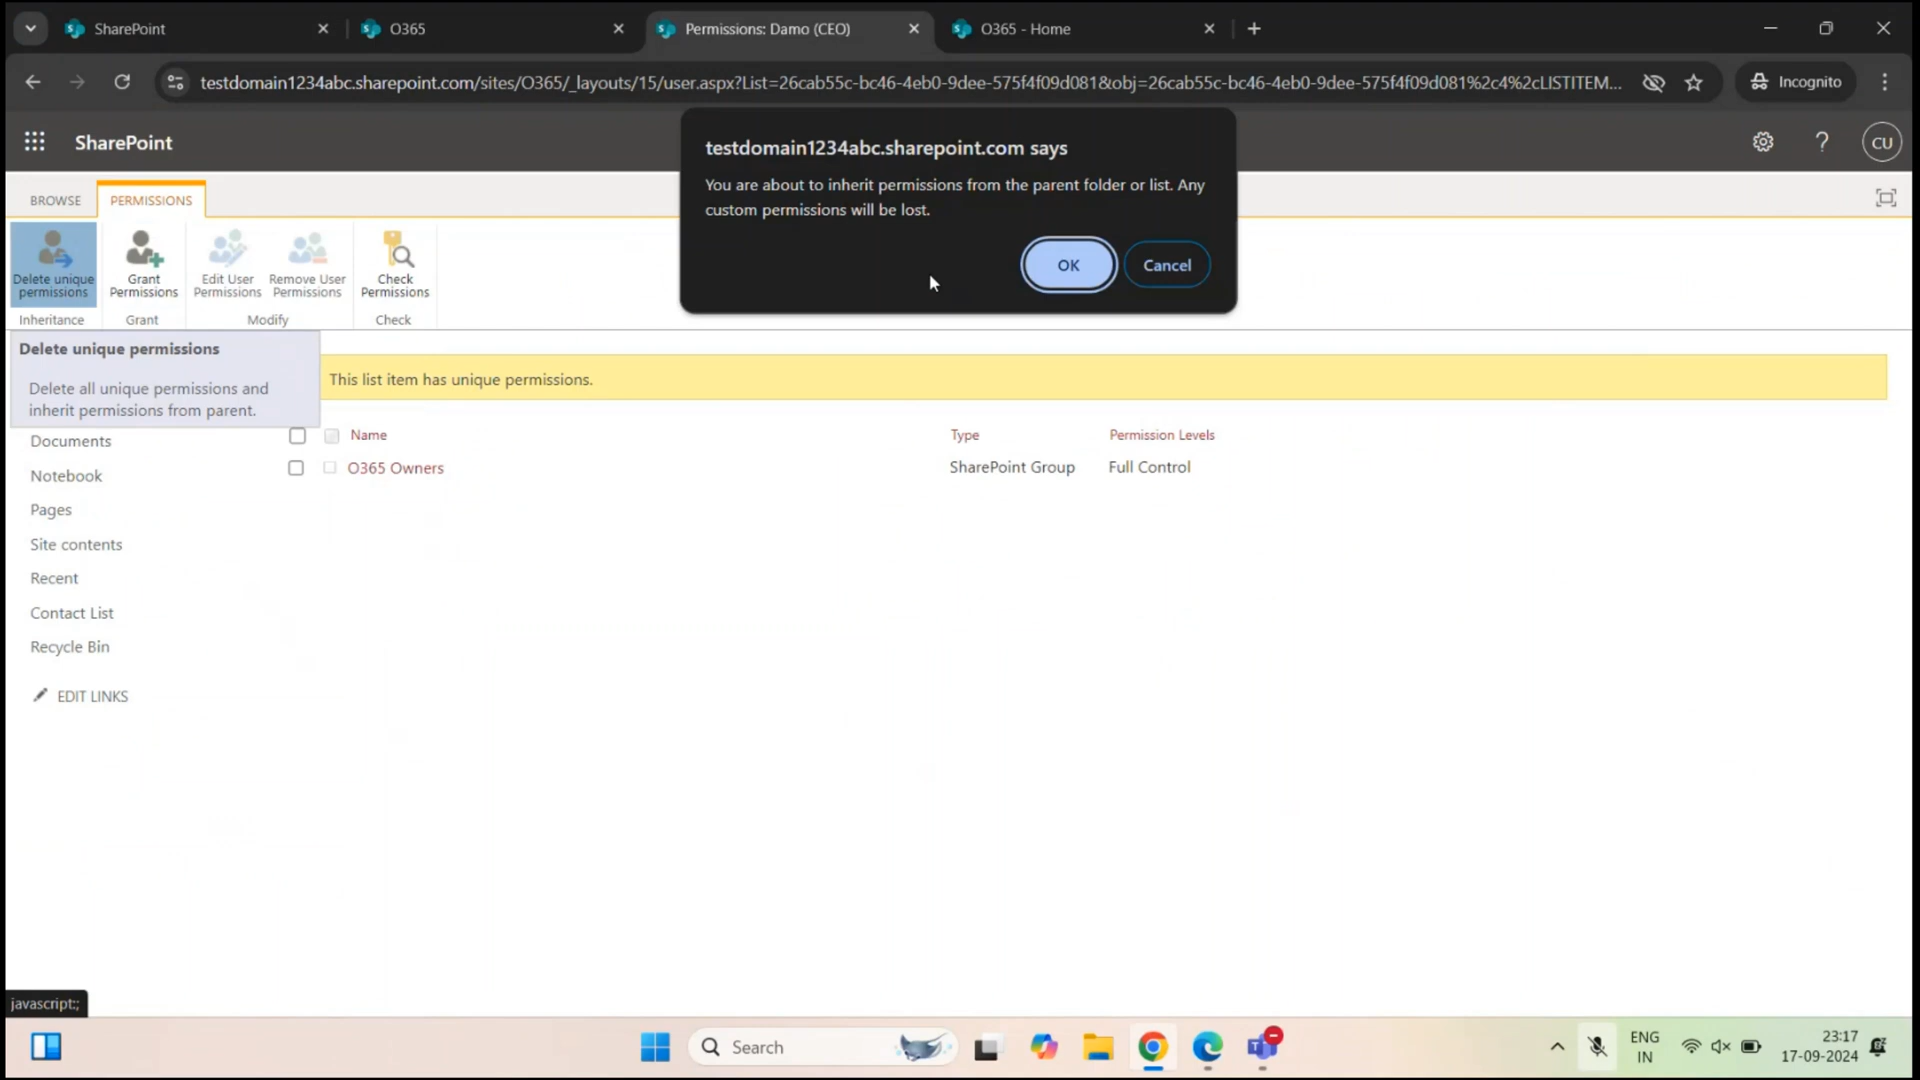 SharePoint
O365
Permissions: Damo (CEO)
O365 - Home
testdomain1234abc.sharepoint.com/sites/O365/_layouts/15/user.aspx?List=26cab55c-bc46-4eb0-9dee-575f4f09d081&obj=26cab55c-bc46-4eb0-9dee-575f4f09d081%2c4%2cLISTITEM...
Incognito
SharePoint
CU
testdomain1234abc.sharepoint.com says
You are about to inherit permissions from the parent folder or list. Any
custom permissions will be lost.
OK
Cancel
BROWSE
PERMISSIONS
Delete unique
permissions
Grant
Permissions
Edit User
Permissions
Remove User
Permissions
Check
Permissions
Inheritance
Grant
Modify
Check
Delete unique permissions
Delete all unique permissions and
inherit permissions from parent.
This list item has unique permissions.
Name
Type
Permission Levels
O365 Owners
SharePoint Group
Full Control
Documents
Notebook
Pages
Site contents
Recent
Contact List
Recycle Bin
EDIT LINKS
javascript:;
Search
ENG
IN
23:17
17-09-2024